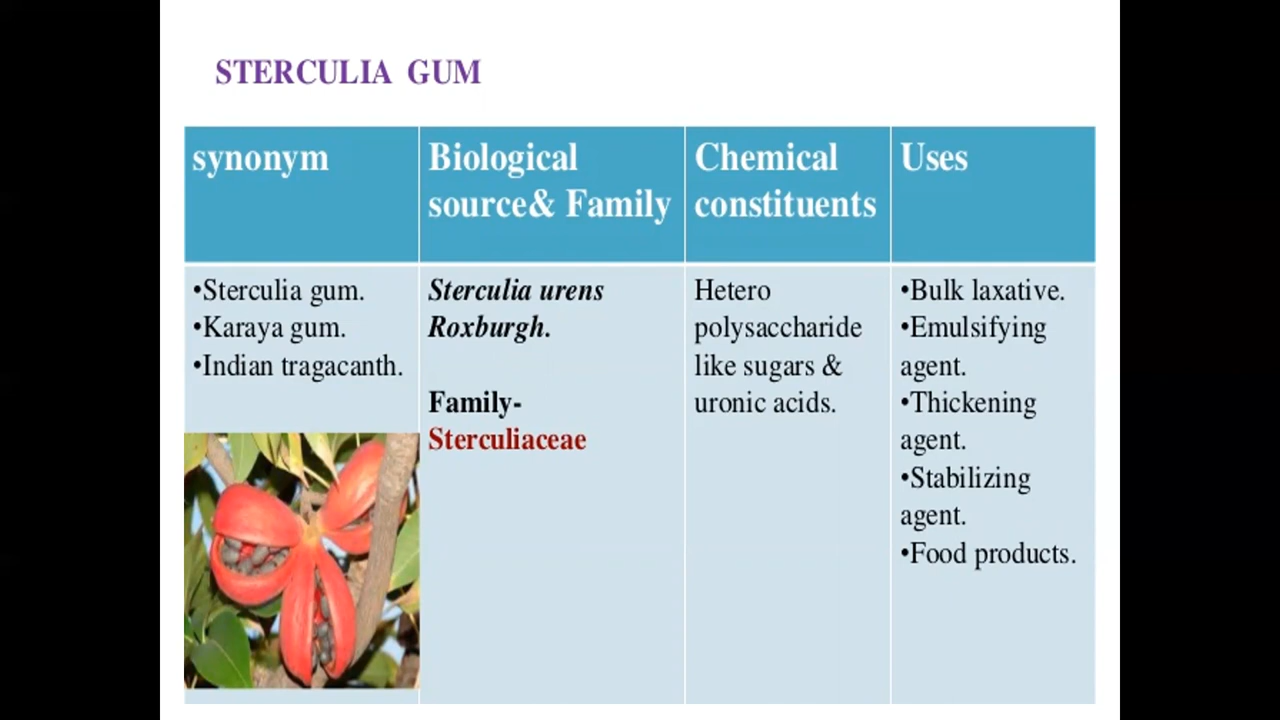 STERCULIA GUM
synonym
Biological
source& Family
Chemical
constituents
Uses
•Sterculia gum.
•Karaya gum.
•Indian tragacanth.
Sterculia urens
Roxburgh.
Family-
Sterculiaceae
Hetero
polysaccharide
like sugars &
uronic acids.
•Bulk laxative.
•Emulsifying
agent.
•Thickening
agent.
•Stabilizing
agent.
•Food products.